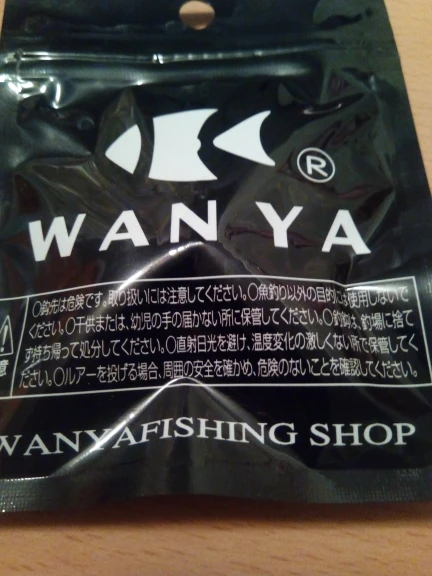 ®
WANYA
⚠ ○鈎先は危険です。取り扱いには注意してください。○魚釣り以外の目的には使用しないで
ください。○子供または、幼児の手の届かない所に保管してください。○釣鈎は、釣場に捨て
意 ず持ち帰って処分してください。○直射日光を避け、温度変化の激しくない所で保管してく
ださい。○ルアーを投げる場合、周囲の安全を確かめ、危険のないことを確認してください。
WANYAFISHING SHOP